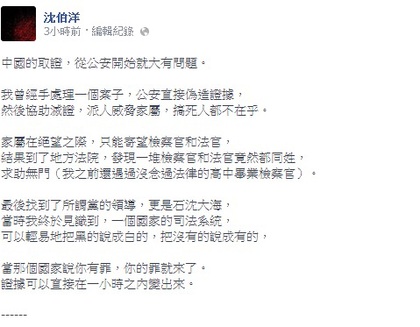 沈伯洋
3小時前，編輯紀錄
中國的取證，從公安開始就大有問題。
我曾經手處理一個案子，公安直接偽造證據，
然後協助滅證，派人威脅家屬，搞死人都不在乎。
家屬在絕望之際，只能寄望檢察官和法官，
結果到了地方法院，發現一堆檢察官和法官竟然都同姓，
求助無門（我之前還遇過沒念過法律的高中畢業檢察官）。
最後找到了所謂黨的領導，更是石沈大海，
當時我終於見識到，一個國家的司法系統，
可以輕易地把黑的說成白的，把沒有的說成有的，
當那個國家說你有罪，你的罪就來了。
證據可以直接在一小時之內變出來。
------